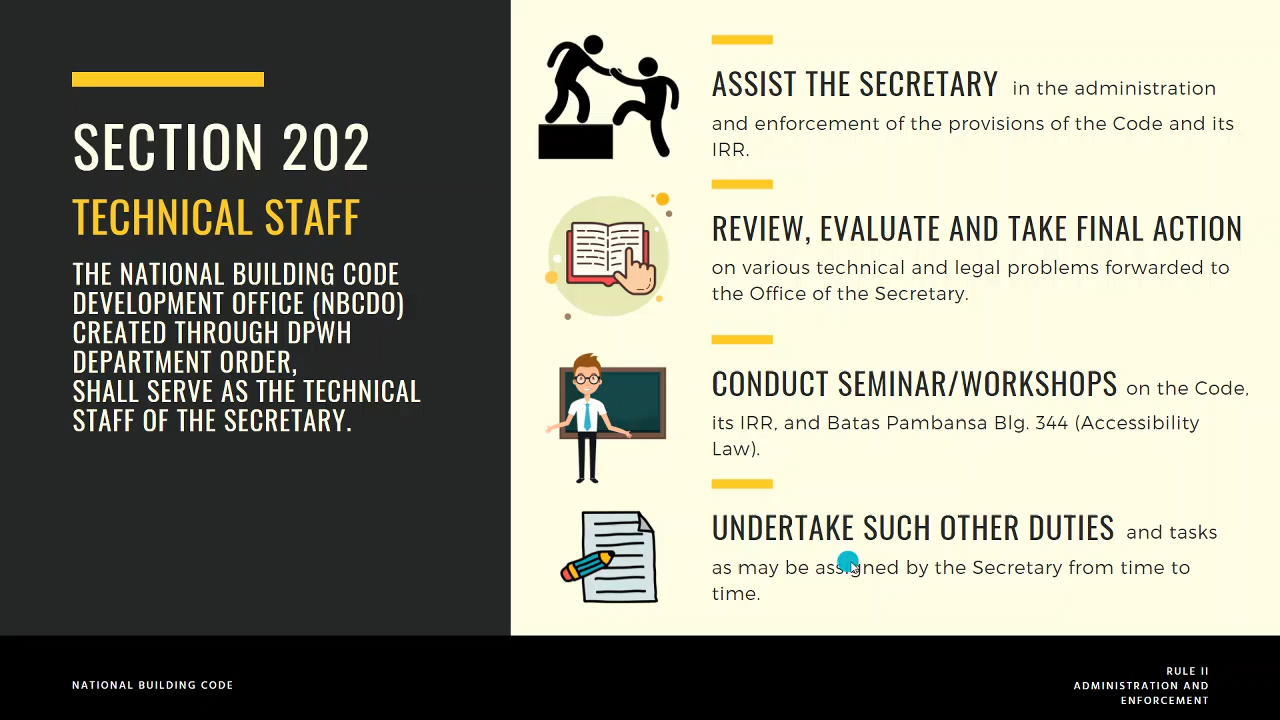 SECTION 202
TECHNICAL STAFF
THE NATIONAL BUILDING CODE
DEVELOPMENT OFFICE (NBCDO)
CREATED THROUGH DPWH
DEPARTMENT ORDER,
SHALL SERVE AS THE TECHNICAL
STAFF OF THE SECRETARY.
ASSIST THE SECRETARY in the administration
and enforcement of the provisions of the Code and its
IRR.
REVIEW, EVALUATE AND TAKE FINAL ACTION
on various technical and legal problems forwarded to
the Office of the Secretary.
CONDUCT SEMINAR/WORKSHOPS on the Code,
its IRR, and Batas Pambansa Blg. 344 (Accessibility
Law).
UNDERTAKE SUCH OTHER DUTIES and tasks
as may be assigned by the Secretary from time to
time.
NATIONAL BUILDING CODE
RULE II
ADMINISTRATION AND
ENFORCEMENT